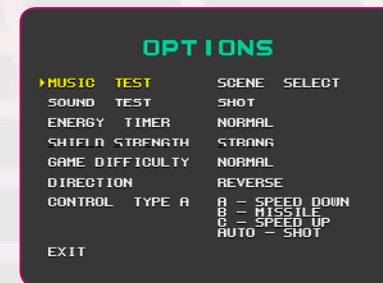 OPTIONS
MUSIC TEST SCENE SELECT
SOUND TEST SHOT
ENERGY TIMER NORMAL
SHIELD STRENGTH STRONG
GAME DIFFICULTY NORMAL
DIRECTION REVERSE
CONTROL TYPE A A - SPEED DOWN
B - MISSILE
C - SPEED UP
AUTO - SHOT
EXIT